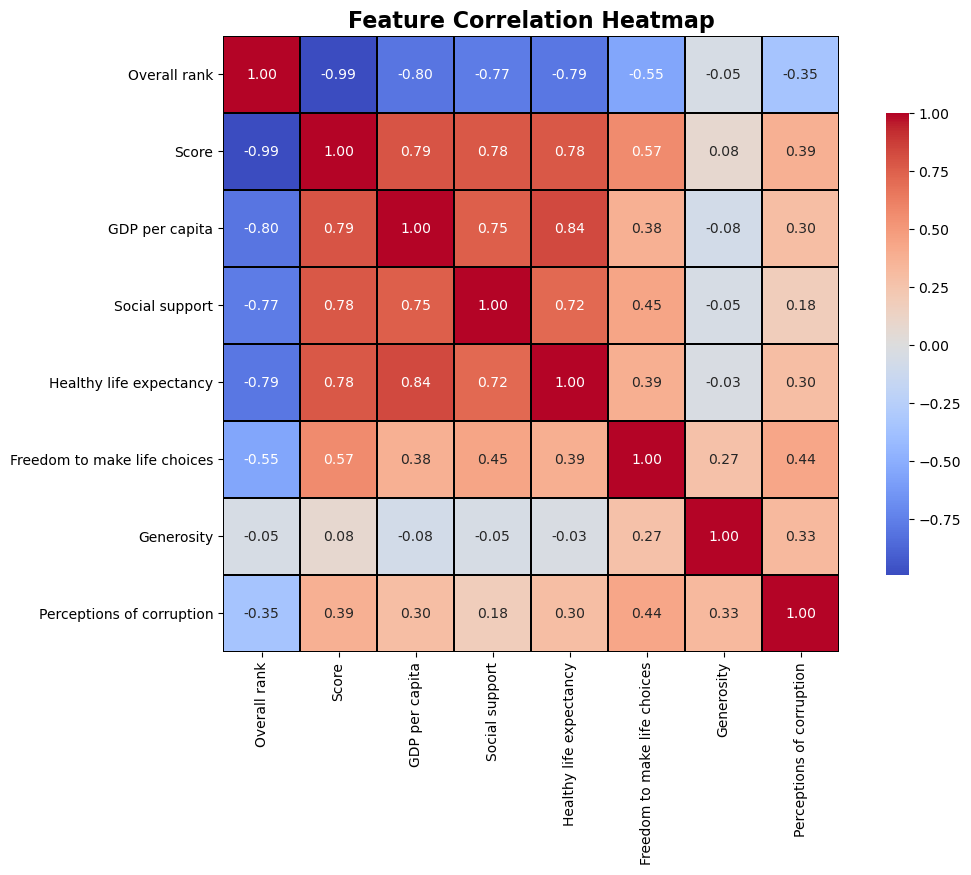 Feature Correlation Heatmap
Overall rank 1.00 -0.99 -0.80 -0.77 -0.79 -0.55 -0.05 -0.35
Score -0.99 1.00 0.79 0.78 0.78 0.57 0.08 0.39
GDP per capita -0.80 0.79 1.00 0.75 0.84 0.38 -0.08 0.30
Social support -0.77 0.78 0.75 1.00 0.72 0.45 -0.05 0.18
Healthy life expectancy -0.79 0.78 0.84 0.72 1.00 0.39 -0.03 0.30
Freedom to make life choices -0.55 0.57 0.38 0.45 0.39 1.00 0.27 0.44
Generosity -0.05 0.08 -0.08 -0.05 -0.03 0.27 1.00 0.33
Perceptions of corruption -0.35 0.39 0.30 0.18 0.30 0.44 0.33 1.00
Overall rank
Score
GDP per capita
Social support
Healthy life expectancy
Freedom to make life choices
Generosity
Perceptions of corruption
1.00
0.75
0.50
0.25
0.00
−0.25
−0.50
−0.75